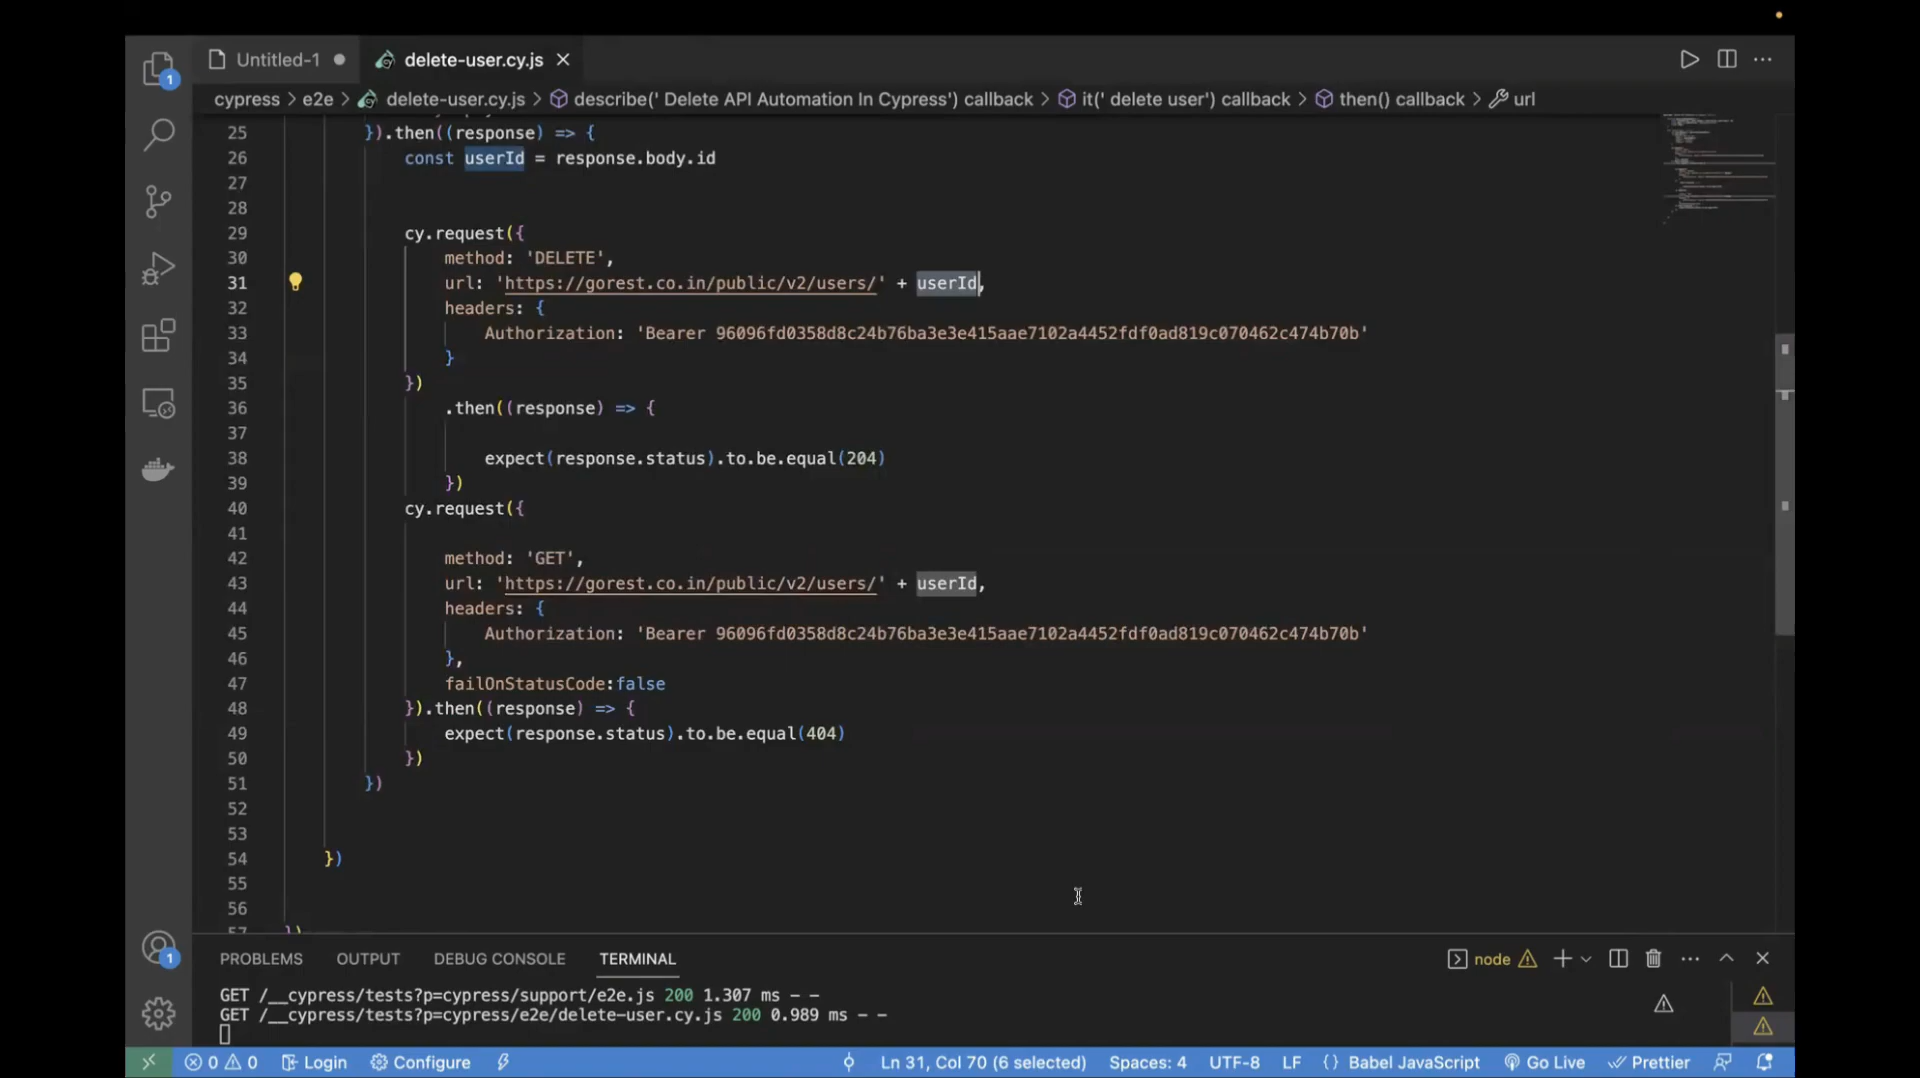 Untitled-1
delete-user.cy.js
cypress > e2e > delete-user.cy.js > describe(' Delete API Automation In Cypress') callback > it(' delete user') callback > then() callback > url
25 }).then((response) => {
26 const userId = response.body.id
27
28
29 cy.request({
30 method: 'DELETE',
31 url: 'https://gorest.co.in/public/v2/users/' + userId,
32 headers: {
33 Authorization: 'Bearer 96096fd0358d8c24b76ba3e3e415aae7102a4452fdf0ad819c070462c474b70b'
34 }
35 })
36 .then((response) => {
37
38 expect(response.status).to.be.equal(204)
39 })
40 cy.request({
41
42 method: 'GET',
43 url: 'https://gorest.co.in/public/v2/users/' + userId,
44 headers: {
45 Authorization: 'Bearer 96096fd0358d8c24b76ba3e3e415aae7102a4452fdf0ad819c070462c474b70b'
46 },
47 failOnStatusCode:false
48 }).then((response) => {
49 expect(response.status).to.be.equal(404)
50 })
51 })
52
53
54 })
55
56
57 })
PROBLEMS OUTPUT DEBUG CONSOLE TERMINAL node
GET /__cypress/tests?p=cypress/support/e2e.js 200 1.307 ms - -
GET /__cypress/tests?p=cypress/e2e/delete-user.cy.js 200 0.989 ms - -
0 0 Login Configure Ln 31, Col 70 (6 selected) Spaces: 4 UTF-8 LF {} Babel JavaScript Go Live Prettier
1
1